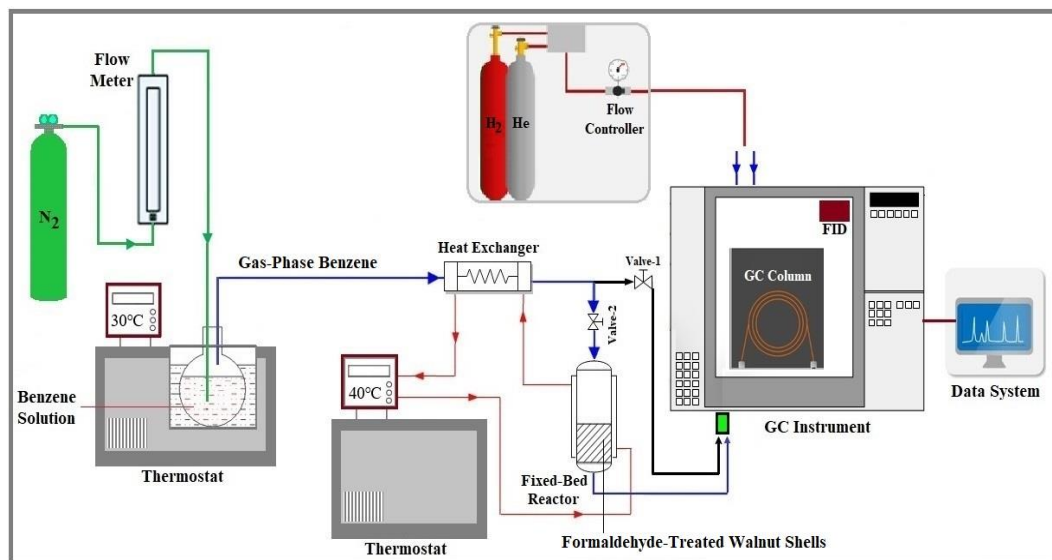 Flow
Meter
N2
H2
He
Flow
Controller
FID
GC Column
Heat Exchanger
Valve-1
Gas-Phase Benzene
Valve-2
30°C
40°C
Benzene
Solution
Thermostat
Data System
GC Instrument
Fixed-Bed
Reactor
Thermostat
Formaldehyde-Treated Walnut Shells